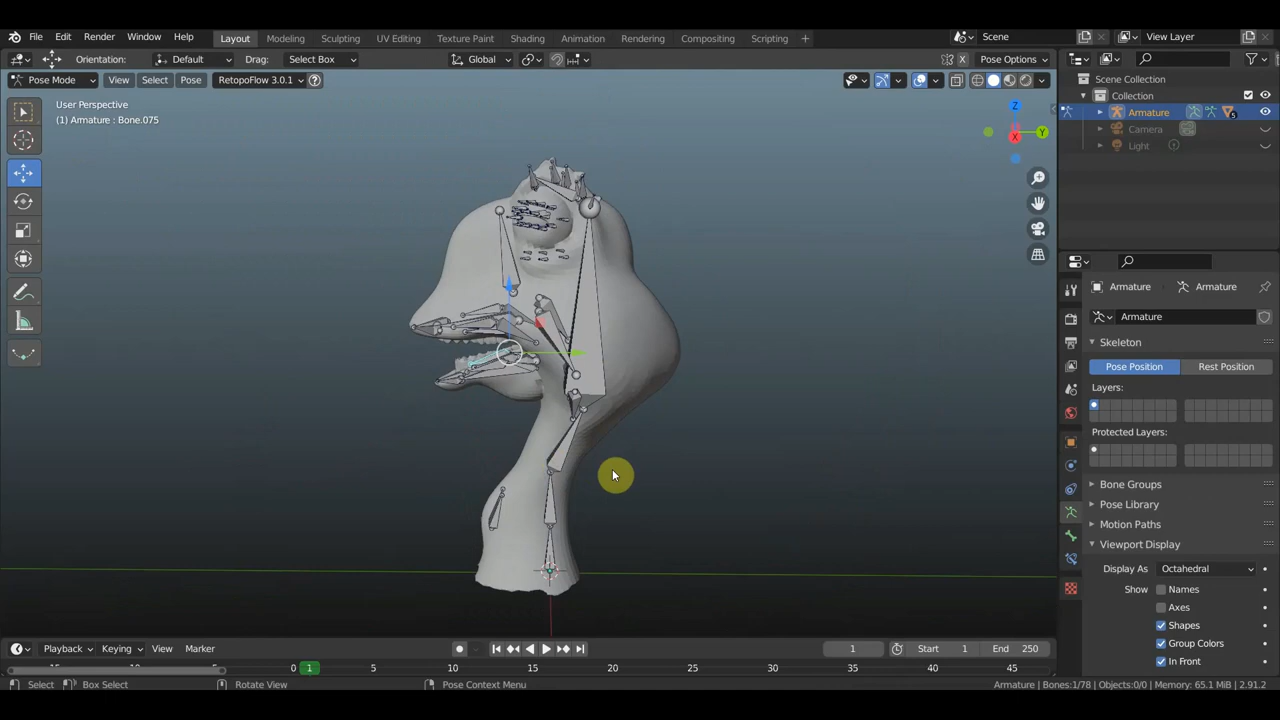 File Edit Render Window Help Layout Modeling Sculpting UV Editing Texture Paint Shading Animation Rendering Compositing Scripting + Scene View Layer
Orientation: Default Drag: Select Box Global X Pose Options
Pose Mode View Select Pose RetopoFlow 3.0.1
User Perspective
(1) Armature : Bone.075
Z
Y
X
Scene Collection
Collection
Armature 5
Camera
Light
Armature Armature
Armature
Skeleton
Pose Position Rest Position
Layers:
Protected Layers:
Bone Groups
Pose Library
Motion Paths
Viewport Display
Display As Octahedral
Show Names
Axes
Shapes
Group Colors
In Front
Playback Keying View Marker 1 Start 1 End 250
0 1 5 10 15 20 25 30 35 40 45
Select Box Select Rotate View Pose Context Menu Armature | Bones:1/78 | Objects:0/0 | Memory: 65.1 MiB | 2.91.2